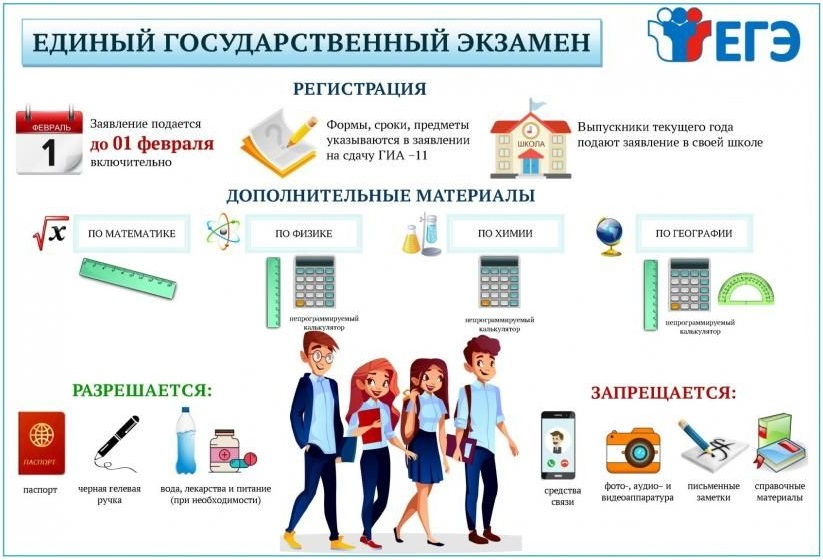 ЕДИНЫЙ ГОСУДАРСТВЕННЫЙ ЭКЗАМЕН
ЕГЭ
РЕГИСТРАЦИЯ
ФЕВРАЛЬ
1
Заявление подается
до 01 февраля
включительно
Формы, сроки, предметы
указываются в заявлении
на сдачу ГИА –11
ШКОЛА
Выпускники текущего года
подают заявление в своей школе
ДОПОЛНИТЕЛЬНЫЕ МАТЕРИАЛЫ
√x
ПО МАТЕМАТИКЕ
ПО ФИЗИКЕ
непрограммируемый
калькулятор
ПО ХИМИИ
непрограммируемый
калькулятор
ПО ГЕОГРАФИИ
непрограммируемый
калькулятор
РАЗРЕШАЕТСЯ:
ПАСПОРТ
паспорт
черная гелевая
ручка
вода, лекарства и питание
(при необходимости)
ЗАПРЕЩАЕТСЯ:
средства
связи
фото-, аудио- и
видеоаппаратура
письменные
заметки
справочные
материалы